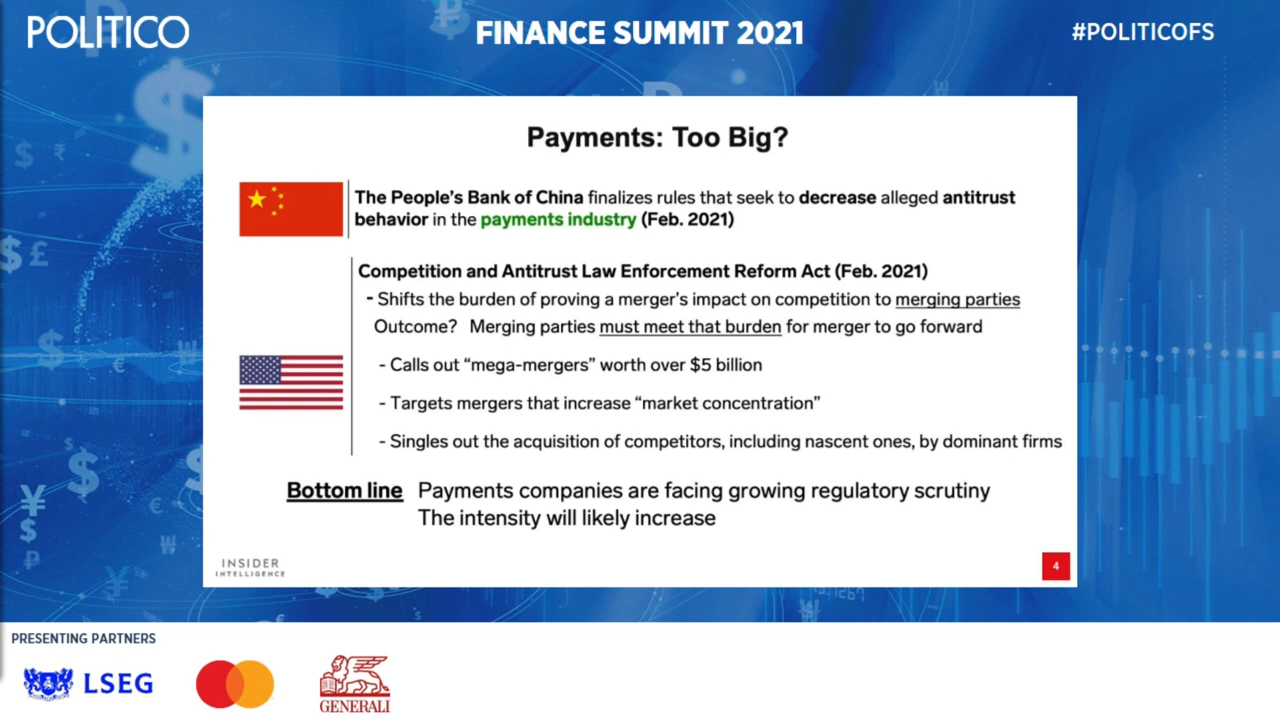 POLITICO
FINANCE SUMMIT 2021
#POLITICOFS
Payments: Too Big?
The People's Bank of China finalizes rules that seek to decrease alleged antitrust
behavior in the payments industry (Feb. 2021)
Competition and Antitrust Law Enforcement Reform Act (Feb. 2021)
- Shifts the burden of proving a merger's impact on competition to merging parties
Outcome? Merging parties must meet that burden for merger to go forward
- Calls out “mega-mergers” worth over $5 billion
- Targets mergers that increase “market concentration”
- Singles out the acquisition of competitors, including nascent ones, by dominant firms
Bottom line Payments companies are facing growing regulatory scrutiny
The intensity will likely increase
INSIDER
INTELLIGENCE
4
PRESENTING PARTNERS
LSEG
GENERALI